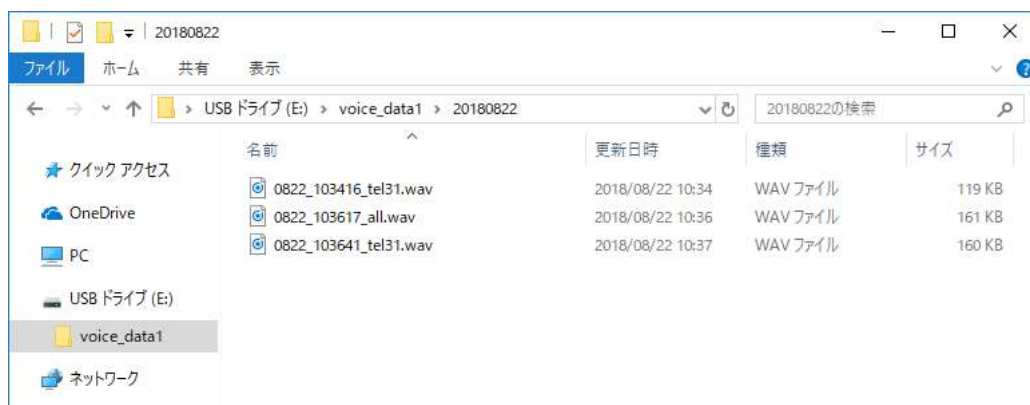 20180822
ファイル ホーム 共有 表示
USB ドライブ (E:) › voice_data1 › 20180822 20180822の検索
名前 更新日時 種類 サイズ
クイック アクセス
0822_103416_tel31.wav 2018/08/22 10:34 WAV ファイル 119 KB
OneDrive
0822_103617_all.wav 2018/08/22 10:36 WAV ファイル 161 KB
0822_103641_tel31.wav 2018/08/22 10:37 WAV ファイル 160 KB
PC
USB ドライブ (E:)
voice_data1
ネットワーク